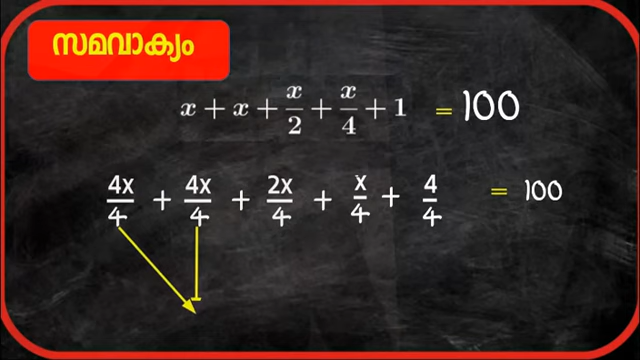 സമവാക്യം
x + x + x/2 + x/4 + 1 = 100
4x/4 + 4x/4 + 2x/4 + x/4 + 4/4 = 100